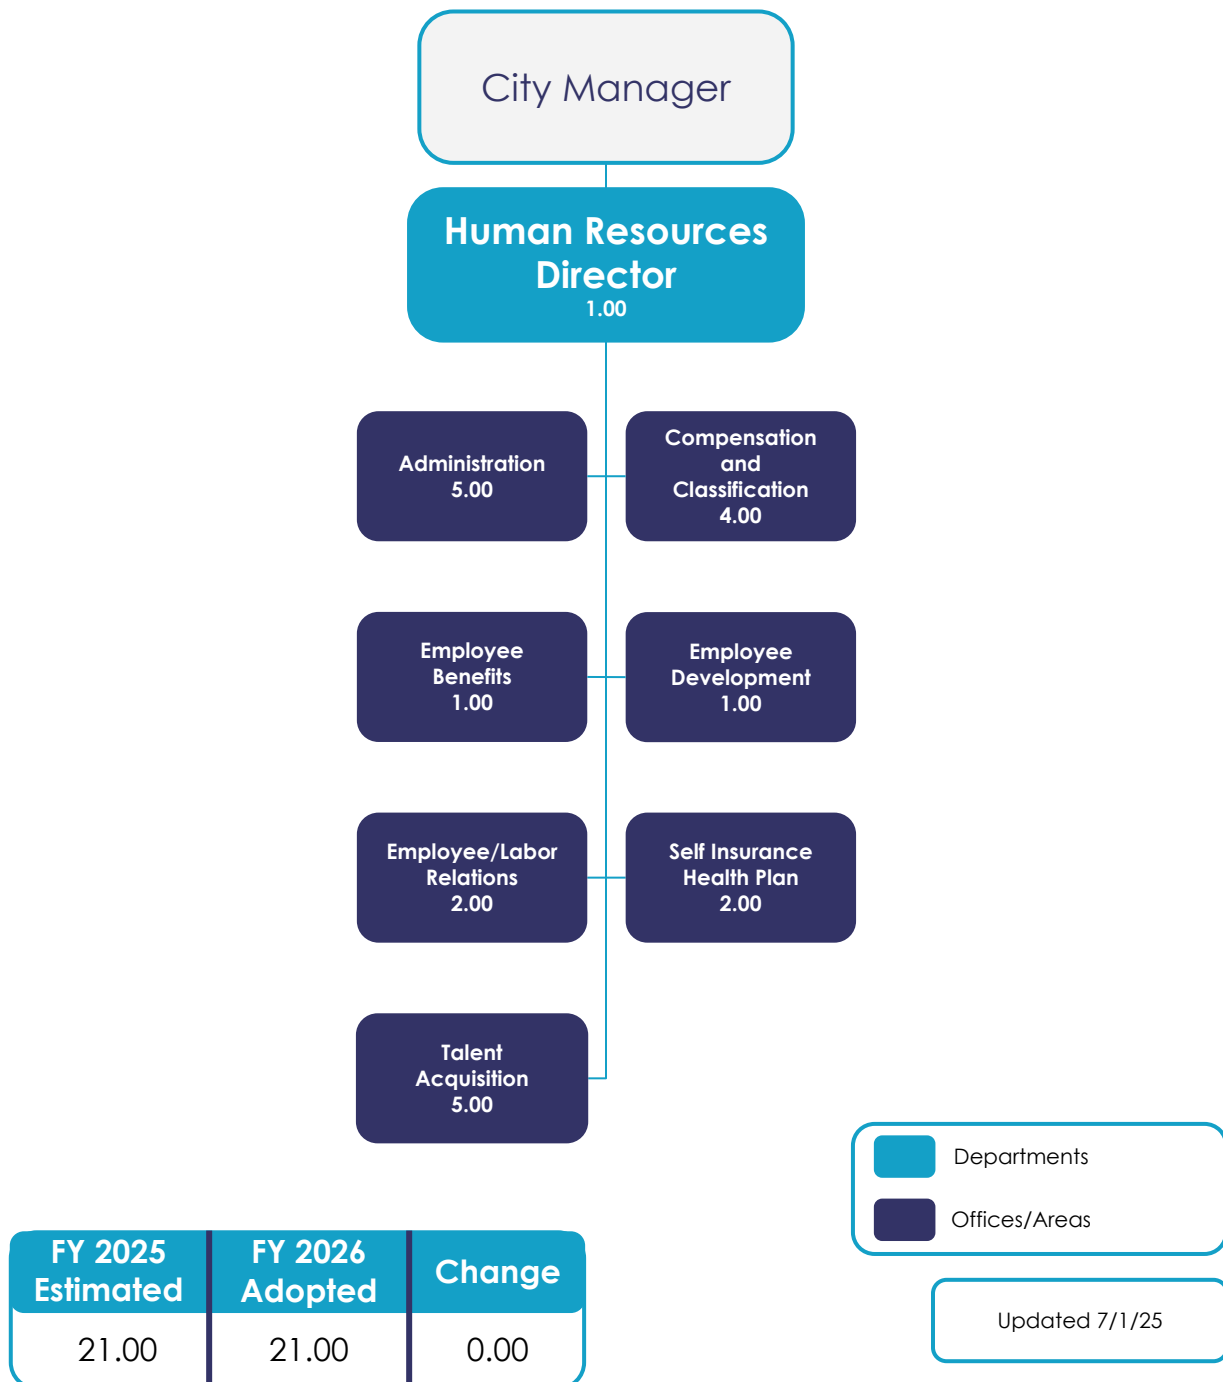 City Manager
Human Resources
Director
1.00
Administration
5.00
Compensation
and
Classification
4.00
Employee
Benefits
1.00
Employee
Development
1.00
Employee/Labor
Relations
2.00
Self Insurance
Health Plan
2.00
Talent
Acquisition
5.00
Departments
Offices/Areas
FY 2025
Estimated
FY 2026
Adopted
Change
21.00
21.00
0.00
Updated 7/1/25